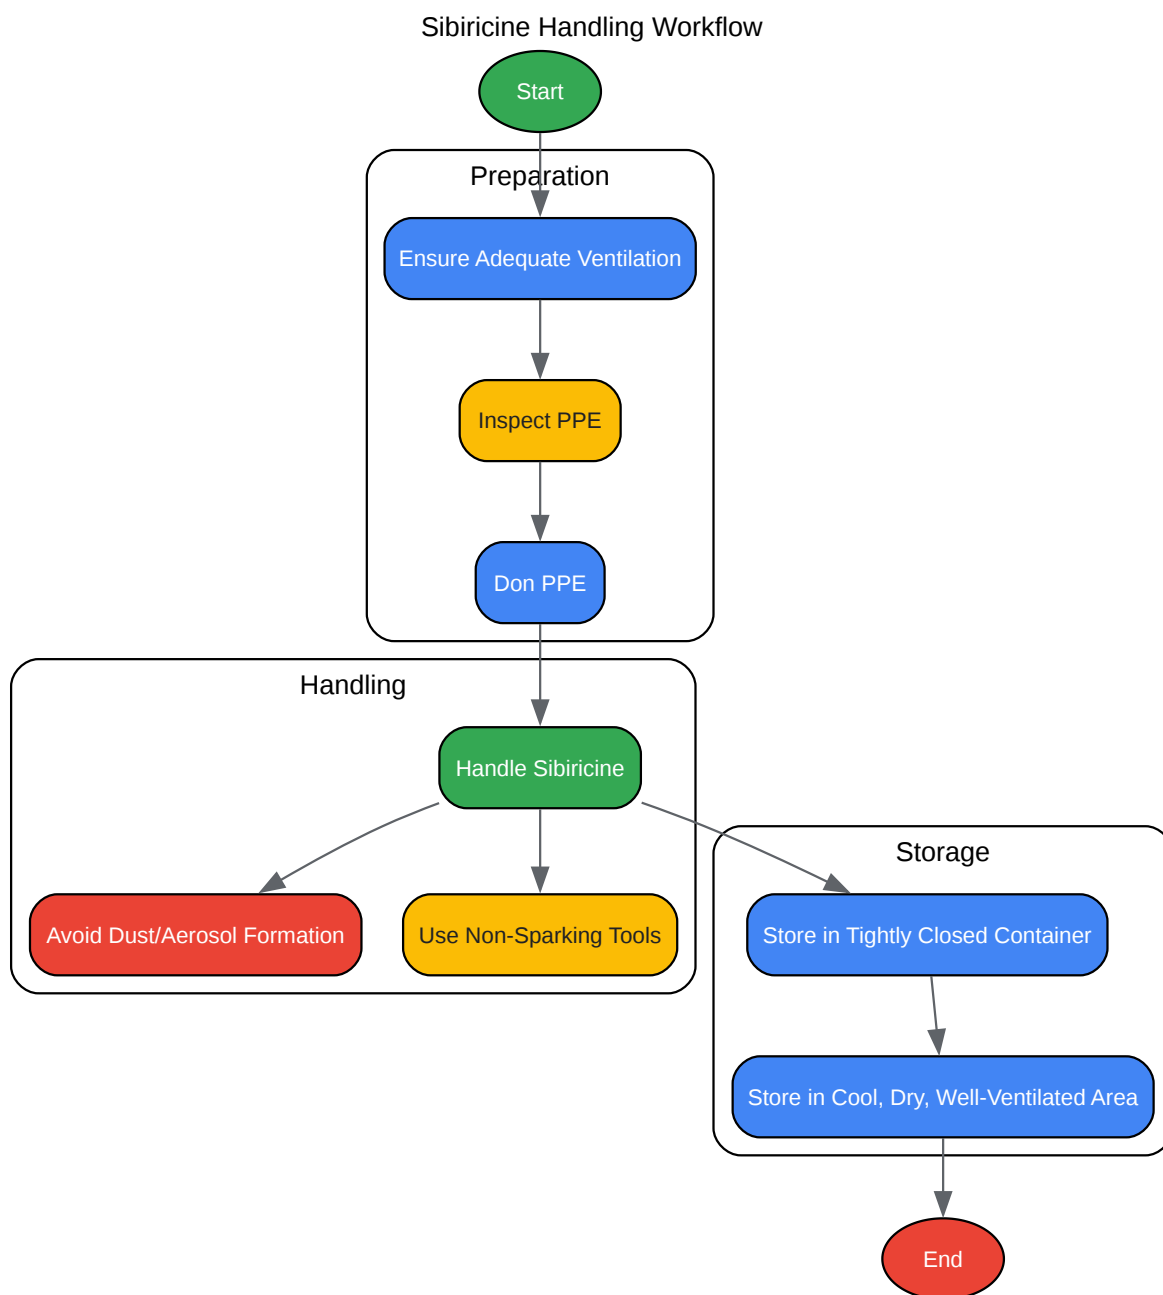 Sibiricine Handling Workflow
Start
Preparation
Ensure Adequate Ventilation
Inspect PPE
Don PPE
Handling
Handle Sibiricine
Avoid Dust/Aerosol Formation
Use Non-Sparking Tools
Storage
Store in Tightly Closed Container
Store in Cool, Dry, Well-Ventilated Area
End